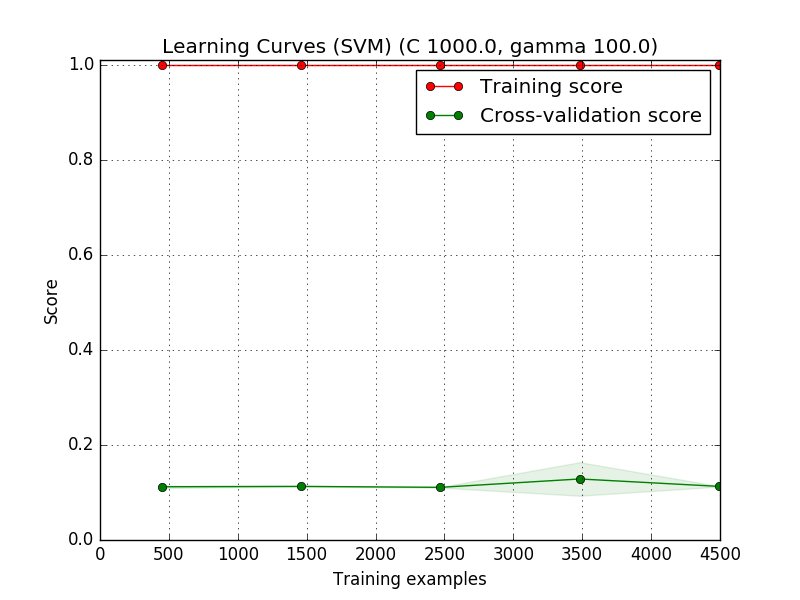 Learning Curves (SVM) (C 1000.0, gamma 100.0)
1.0
Training score
Cross-validation score
0.8
0.6
Score
0.4
0.2
0.0
0 500 1000 1500 2000 2500 3000 3500 4000 4500
Training examples